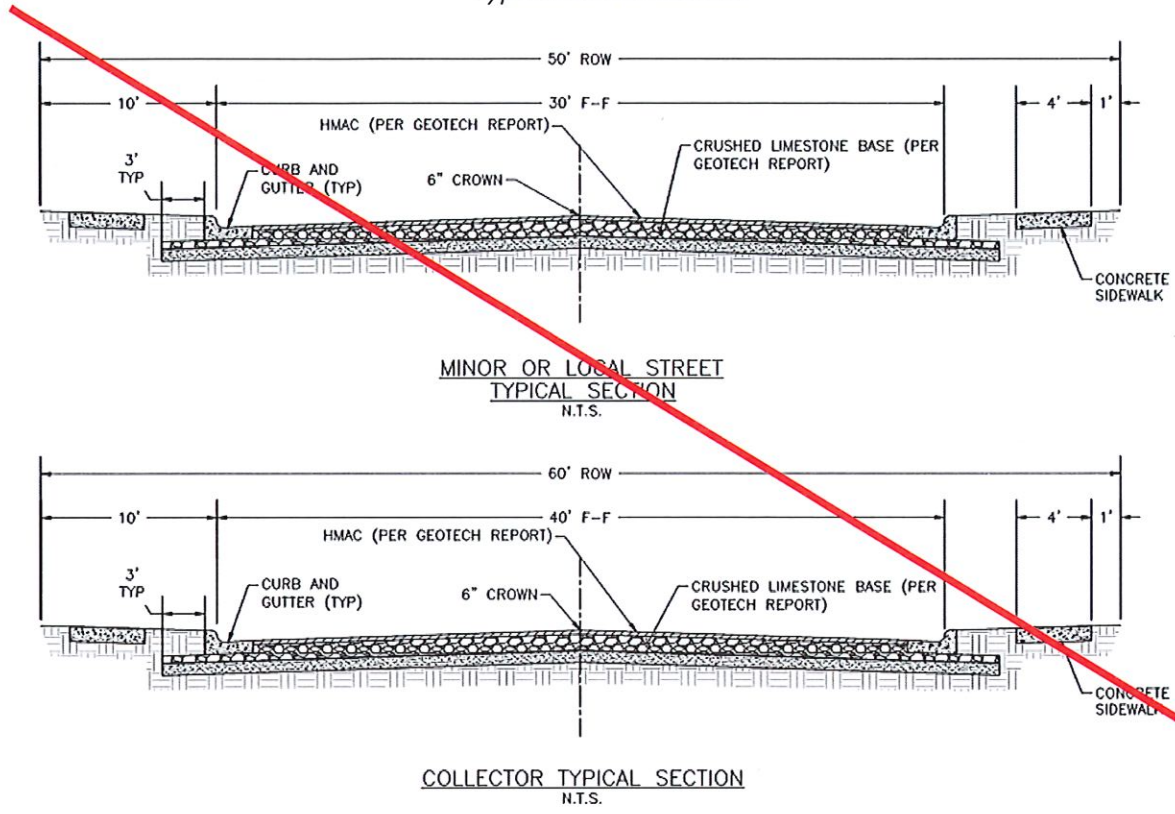 50' ROW
10'
30' F-F
4'
1'
HMAC (PER GEOTECH REPORT)
CRUSHED LIMESTONE BASE (PER
GEOTECH REPORT)
3'
TYP
CURB AND
GUTTER (TYP)
6" CROWN
CONCRETE
SIDEWALK
MINOR OR LOCAL STREET
TYPICAL SECTION
N.T.S.
60' ROW
10'
40' F-F
4'
1'
HMAC (PER GEOTECH REPORT)
3'
TYP
CURB AND
GUTTER (TYP)
6" CROWN
CRUSHED LIMESTONE BASE (PER
GEOTECH REPORT)
CONCRETE
SIDEWALK
COLLECTOR TYPICAL SECTION
N.T.S.